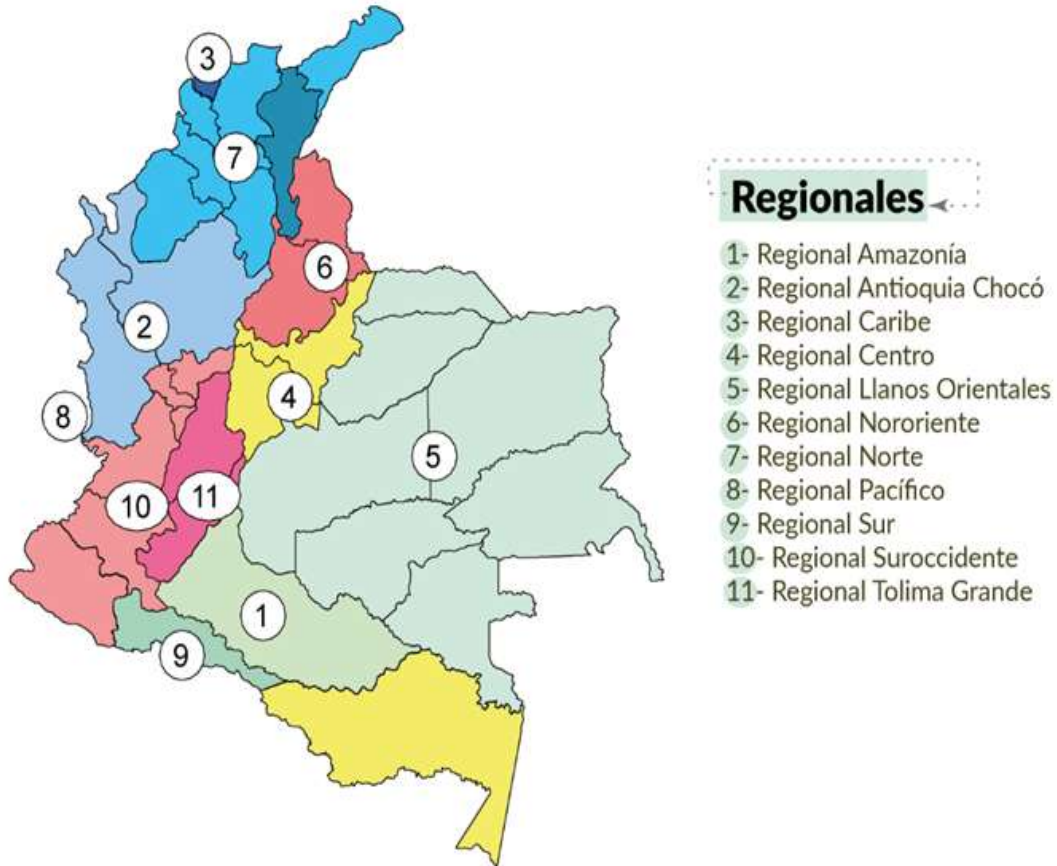 3
7
6
2
4
8
5
10
11
1
9
Regionales
1- Regional Amazonía
2- Regional Antioquia Chocó
3- Regional Caribe
4- Regional Centro
5- Regional Llanos Orientales
6- Regional Nororiente
7- Regional Norte
8- Regional Pacífico
9- Regional Sur
10- Regional Suroccidente
11- Regional Tolima Grande